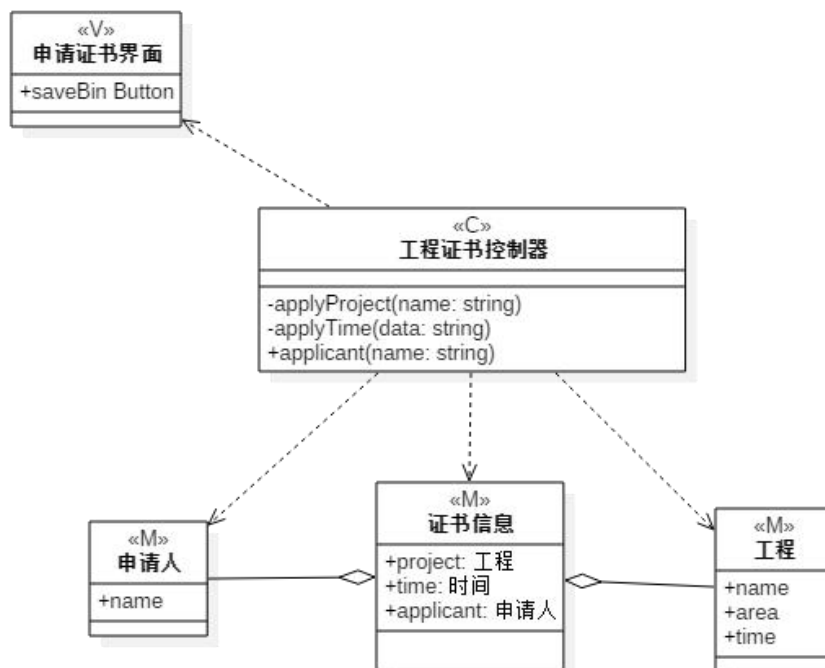 «V»
申请证书界面
+saveBin Button
«C»
工程证书控制器
-applyProject(name: string)
-applyTime(data: string)
+applicant(name: string)
«M»
申请人
+name
«M»
证书信息
+project: 工程
+time: 时间
+applicant: 申请人
«M»
工程
+name
+area
+time